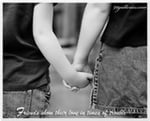 Friends show their love in times of trouble